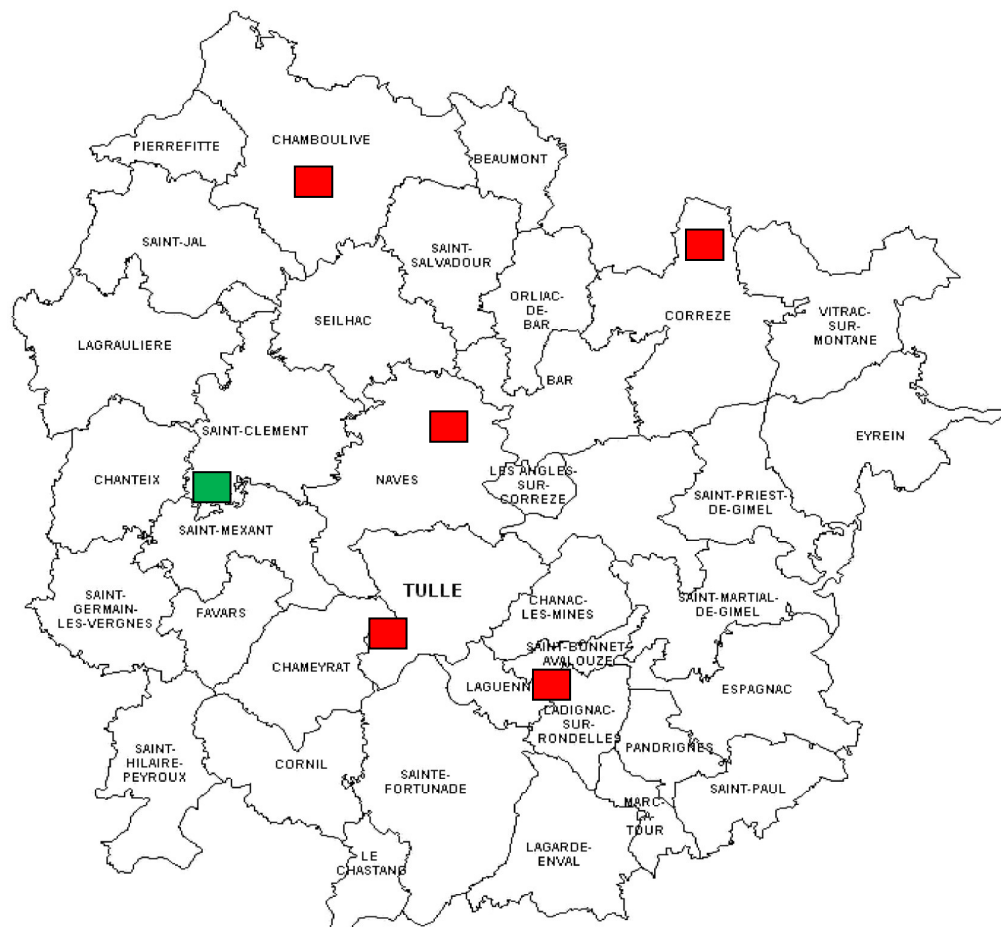 CHAMBOULIVE
PIERREFITTE
BEAUMONT
SAINT-JAL
SAINT-
SALVADOUR
ORLIAC-
DE-
BAR
SEILHAC
CORREZE
VITRAC-
SUR-
MONTANE
LAGRAULIERE
BAR
SAINT-CLEMENT
EYREIN
CHANTEIX
NAVES
LES ANGLES-
SUR-
CORREZE
SAINT-PRIEST-
DE-GIMEL
SAINT-MEXANT
SAINT-
GERMAIN-
LES-VERGNES
FAVARS
TULLE
CHANAC-
LES-MINES
SAINT-MARTIAL-
DE-GIMEL
SAINT-BONNET-
AVALOUZE
CHAMEYRAT
LAGUENN
ESPAGNAC
LADIGNAC-
SUR-
RONDELLES
PANDRIGNES
SAINT-
HILAIRE-
PEYROUX
CORNIL
SAINTE-
FORTUNADE
SAINT-PAUL
MARC-
LA-
TOUR
LE
CHASTANG
LAGARDE-
ENVAL